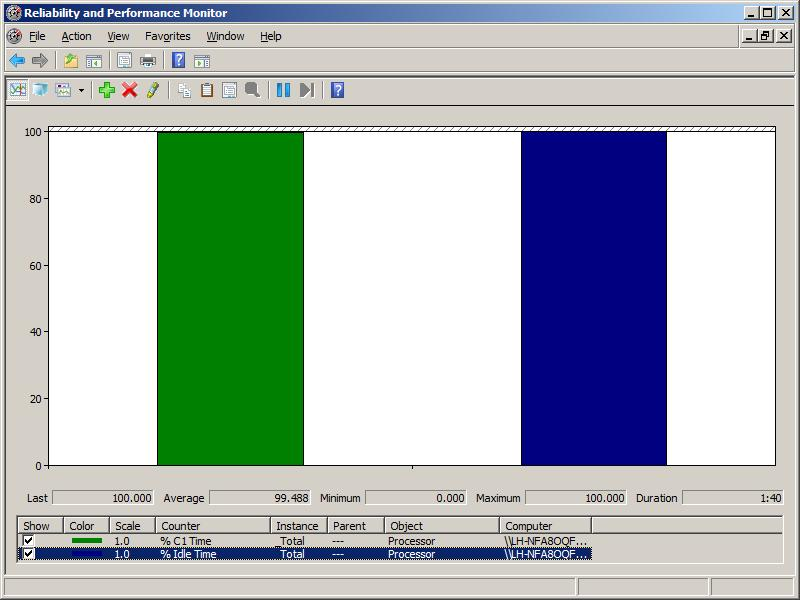 Reliability and Performance Monitor
File Action View Favorites Window Help
100
80
60
40
20
0
Last 100.000 Average 99.488 Minimum 0.000 Maximum 100.000 Duration 1:40
Show Color Scale Counter Instance Parent Object Computer
1.0 % C1 Time _Total --- Processor \\LH-NFA8OQF...
1.0 % Idle Time _Total --- Processor \\LH-NFA8OQF...